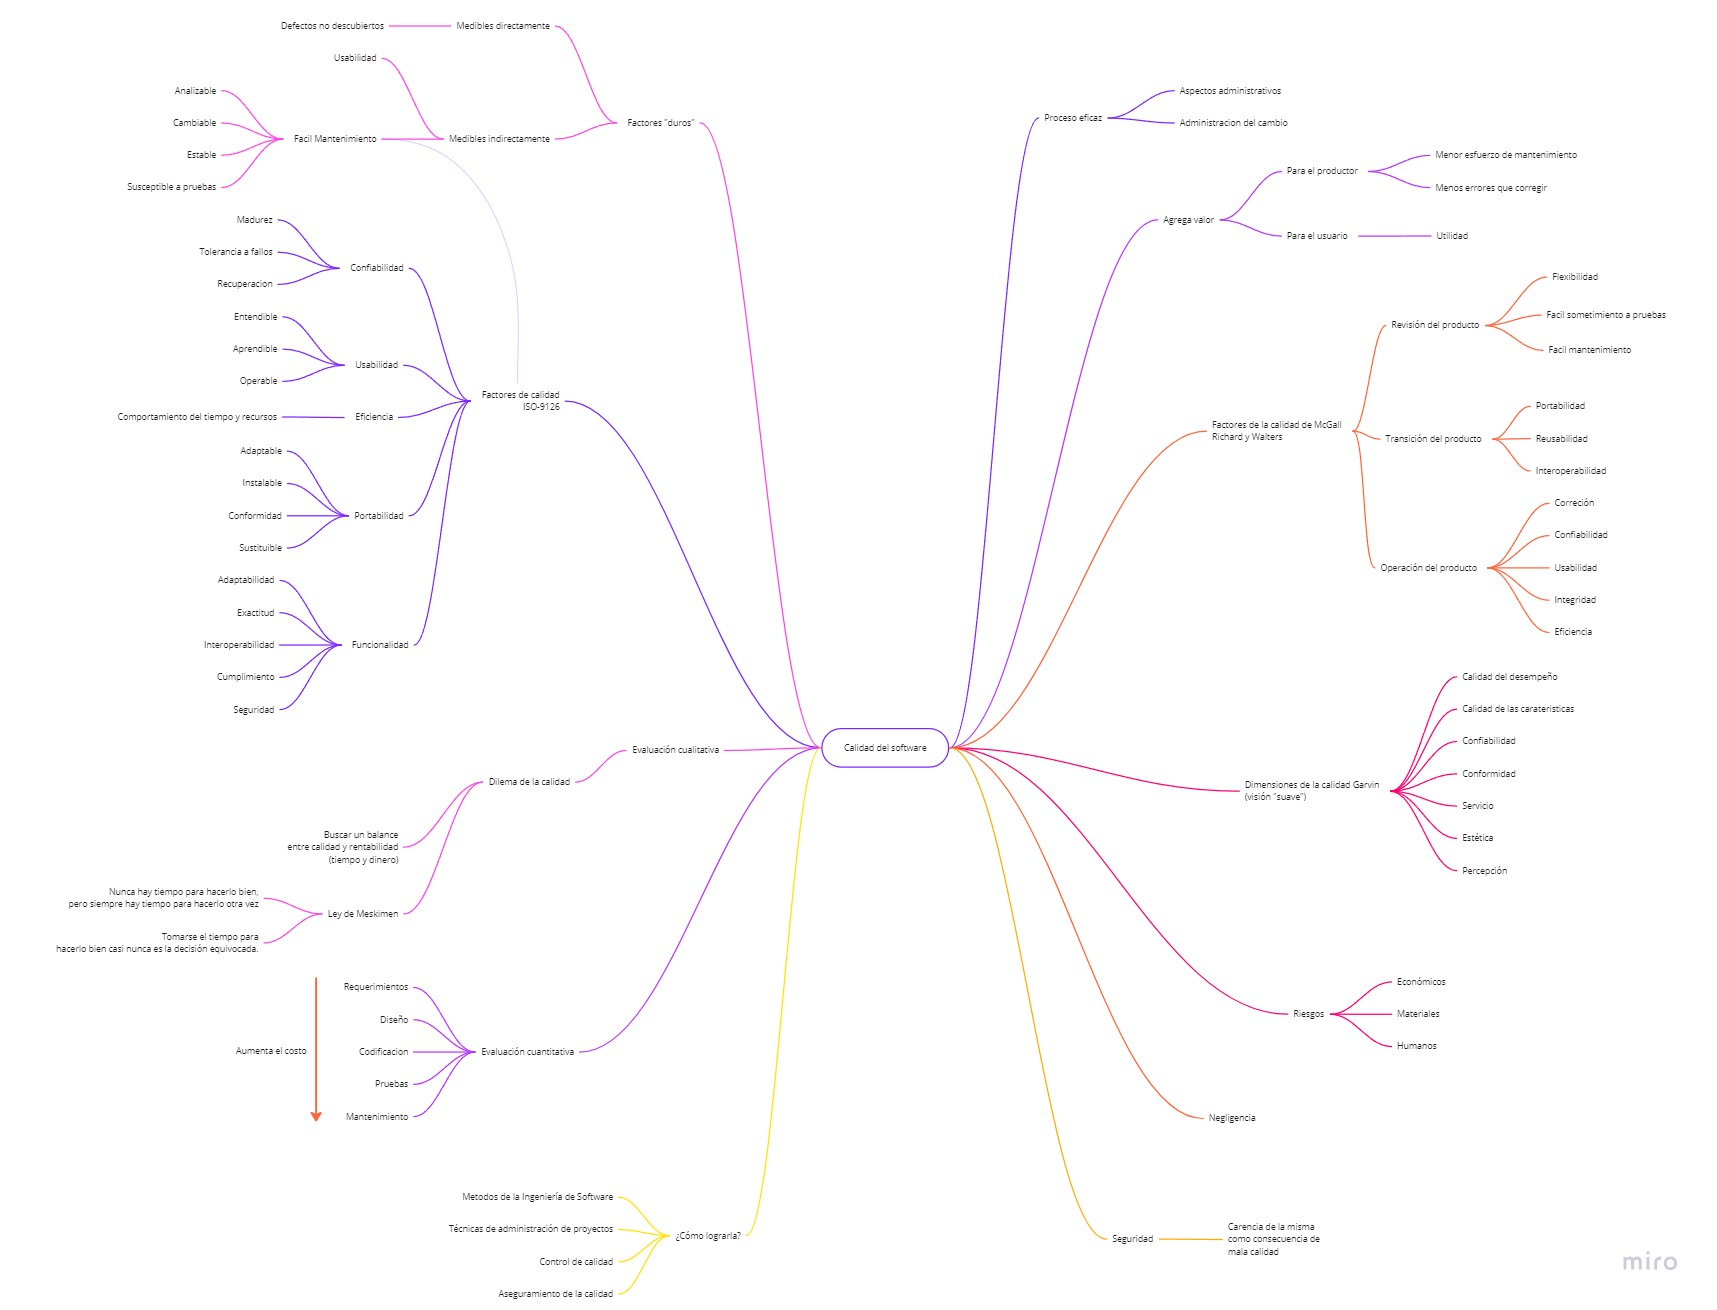 Calidad del software
Factores "duros"
Medibles directamente
Defectos no descubiertos
Medibles indirectamente
Usabilidad
Facil Mantenimiento
Analizable
Cambiable
Estable
Susceptible a pruebas
Factores de calidad
ISO-9126
Confiabilidad
Madurez
Tolerancia a fallos
Recuperacion
Usabilidad
Entendible
Aprendible
Operable
Eficiencia
Comportamiento del tiempo y recursos
Portabilidad
Adaptable
Instalable
Conformidad
Sustituible
Funcionalidad
Adaptabilidad
Exactitud
Interoperabilidad
Cumplimiento
Seguridad
Evaluación cualitativa
Dilema de la calidad
Buscar un balance
entre calidad y rentabilidad
(tiempo y dinero)
Ley de Meskimen
Nunca hay tiempo para hacerlo bien,
pero siempre hay tiempo para hacerlo otra vez
Tomarse el tiempo para
hacerlo bien casi nunca es la decisión equivocada.
Evaluación cuantitativa
Requerimientos
Diseño
Codificacion
Pruebas
Mantenimiento
Aumenta el costo
¿Cómo lograrla?
Metodos de la Ingeniería de Software
Técnicas de administración de proyectos
Control de calidad
Aseguramiento de la calidad
Proceso eficaz
Aspectos administrativos
Administracion del cambio
Agrega valor
Para el productor
Menor esfuerzo de mantenimiento
Menos errores que corregir
Para el usuario
Utilidad
Factores de la calidad de McGall
Richard y Walters
Revisión del producto
Flexibilidad
Facil sometimiento a pruebas
Facil mantenimiento
Transición del producto
Portabilidad
Reusabilidad
Interoperabilidad
Operación del producto
Correción
Confiabilidad
Usabilidad
Integridad
Eficiencia
Dimensiones de la calidad Garvin
(visión "suave")
Calidad del desempeño
Calidad de las carateristicas
Confiabilidad
Conformidad
Servicio
Estética
Percepción
Riesgos
Económicos
Materiales
Humanos
Negligencia
Seguridad
Carencia de la misma
como consecuencia de
mala calidad
miro